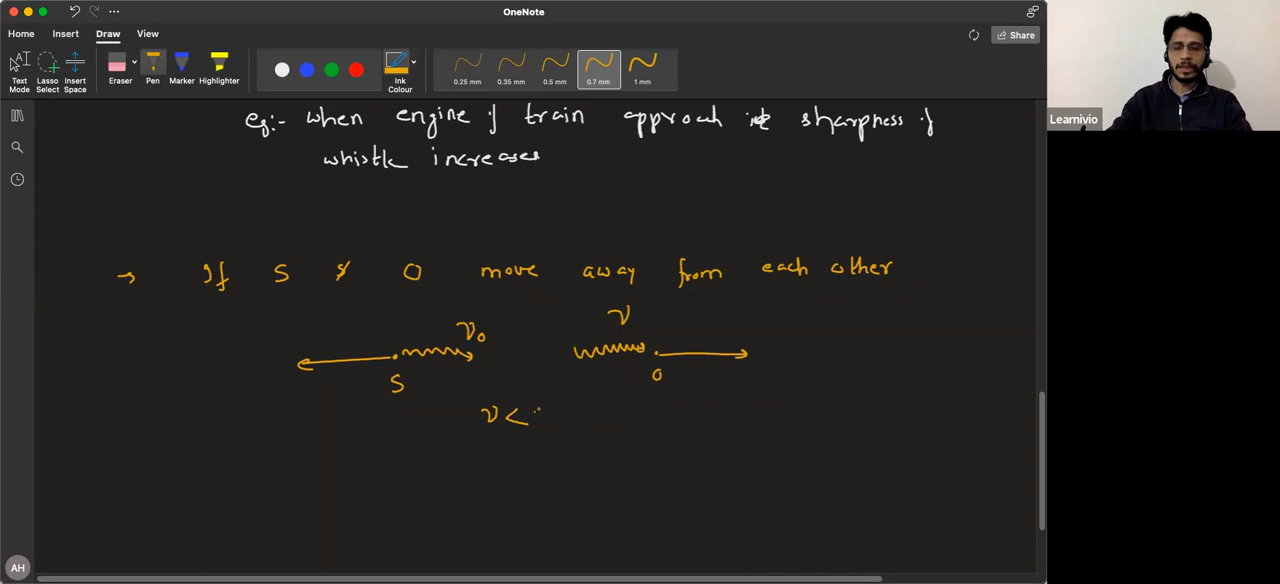 OneNote
Home Insert Draw View
Share
Text Mode
Lasso Select
Insert Space
Eraser
Pen
Marker
Highlighter
Ink Colour
0.25 mm
0.35 mm
0.5 mm
0.7 mm
1 mm
Learnivio
eg:- when engine of train approach sharpness of
whistle increases
→ If S & O move away from each other
ν₀ ν
S O
ν <
AH